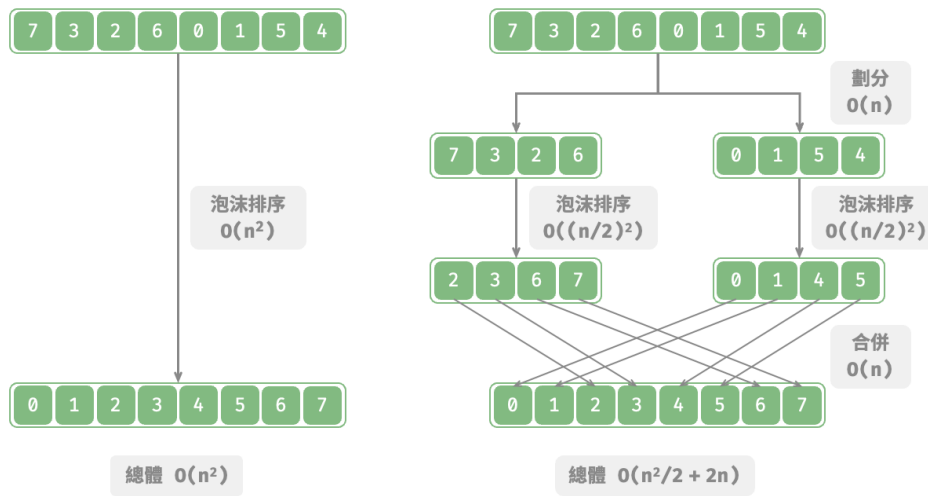 7 3 2 6 0 1 5 4
泡沫排序
O(n²)
0 1 2 3 4 5 6 7
總體 O(n²)
7 3 2 6 0 1 5 4
劃分
O(n)
7 3 2 6
0 1 5 4
泡沫排序
O((n/2)²)
泡沫排序
O((n/2)²)
2 3 6 7
0 1 4 5
合併
O(n)
0 1 2 3 4 5 6 7
總體 O(n²/2 + 2n)